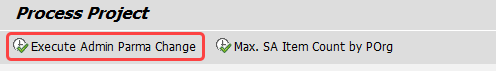 Process Project
Execute Admin Parma Change
Max. SA Item Count by POrg